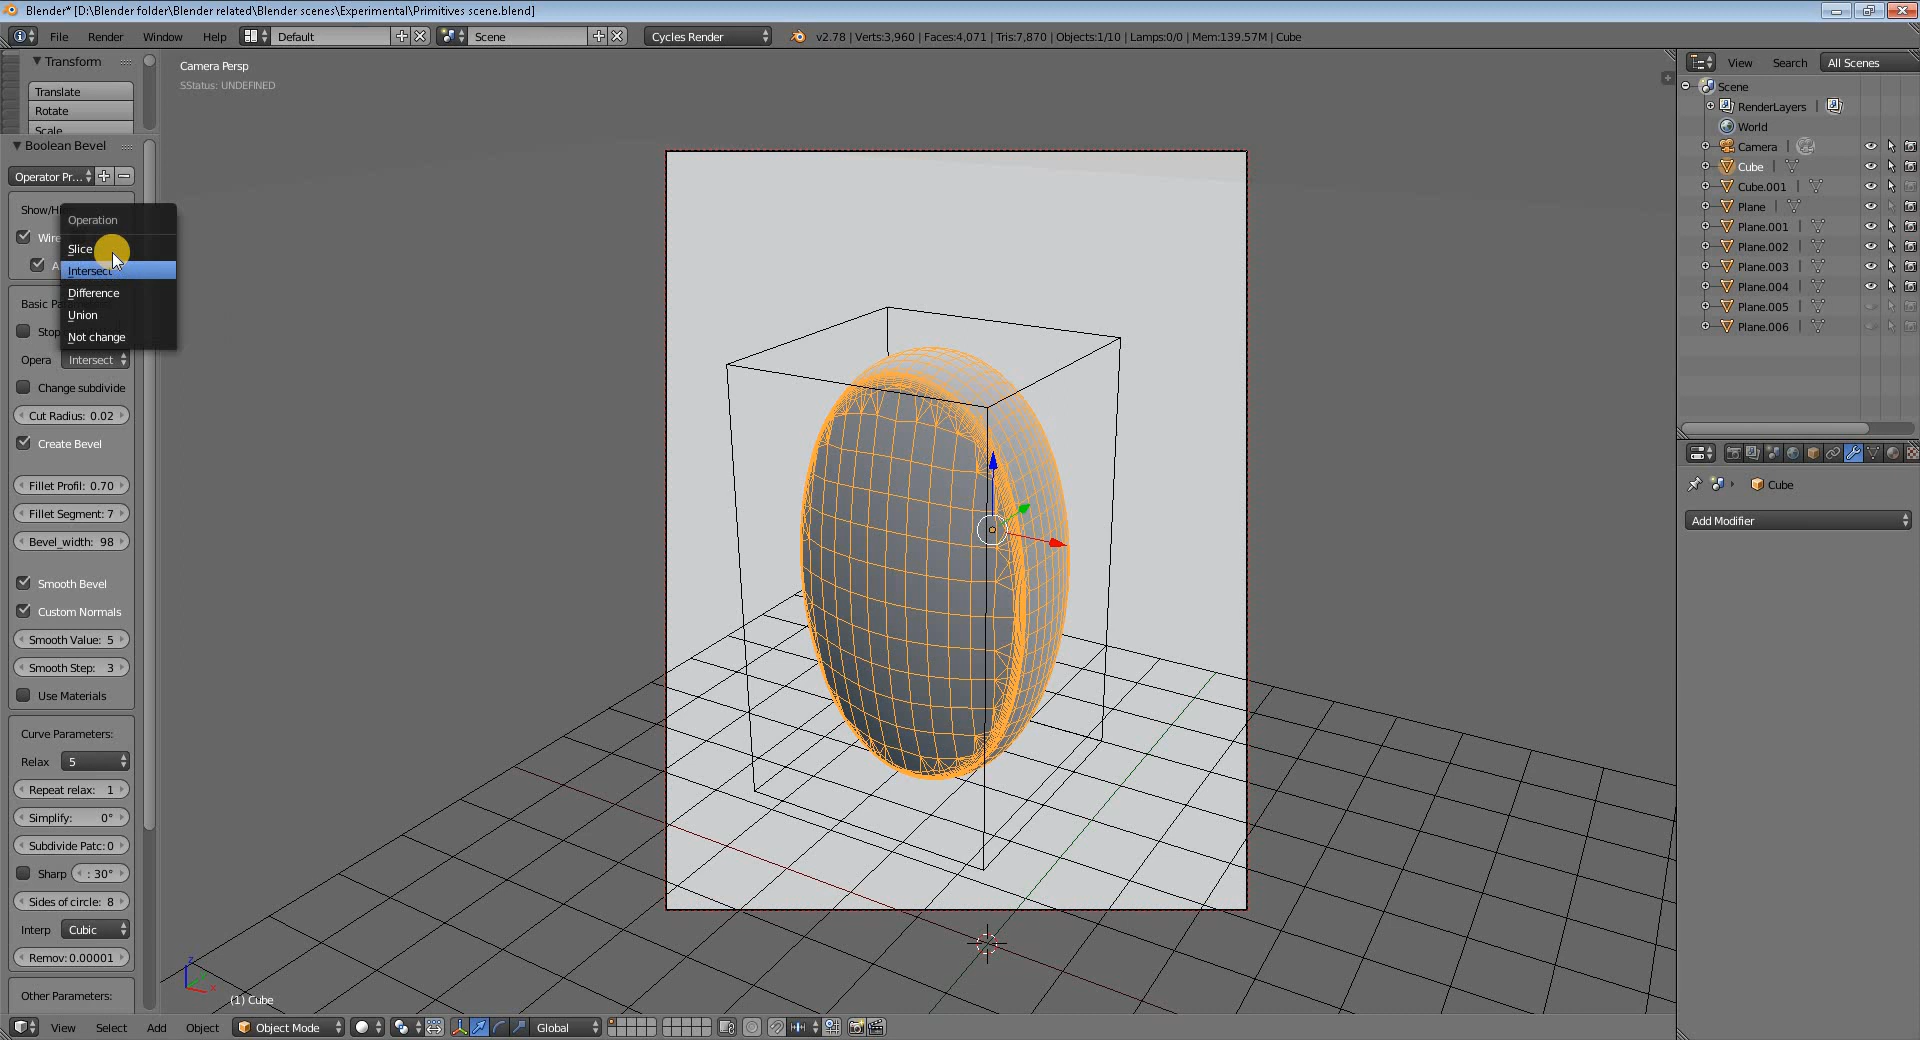 Blender* [D:\Blender folder\Blender related\Blender scenes\Experimental\Primitives scene.blend]
File Render Window Help Default Scene Cycles Render v2.78 | Verts:3,960 | Faces:4,071 | Tris:7,870 | Objects:1/10 | Lamps:0/0 | Mem:139.57M | Cube
Transform
Translate
Rotate
Scale
Boolean Bevel
Operator Pr...
Show/Hi
Wire
A
Operation
Slice
Intersect
Difference
Union
Not change
Basic Pa
Stop
Opera Intersect
Change subdivide
Cut Radius: 0.02
Create Bevel
Fillet Profil: 0.70
Fillet Segment: 7
Bevel_width: 98
Smooth Bevel
Custom Normals
Smooth Value: 5
Smooth Step: 3
Use Materials
Curve Parameters:
Relax 5
Repeat relax: 1
Simplify: 0°
Subdivide Patc: 0
Sharp : 30°
Sides of circle: 8
Interp Cubic
Remov: 0.00001
Other Parameters:
Camera Persp
SStatus: UNDEFINED
z
x
(1) Cube
View Select Add Object Object Mode Global
View Search All Scenes
Scene
RenderLayers |
World
Camera |
Cube |
Cube.001 |
Plane |
Plane.001 |
Plane.002 |
Plane.003 |
Plane.004 |
Plane.005 |
Plane.006 |
Cube
Add Modifier